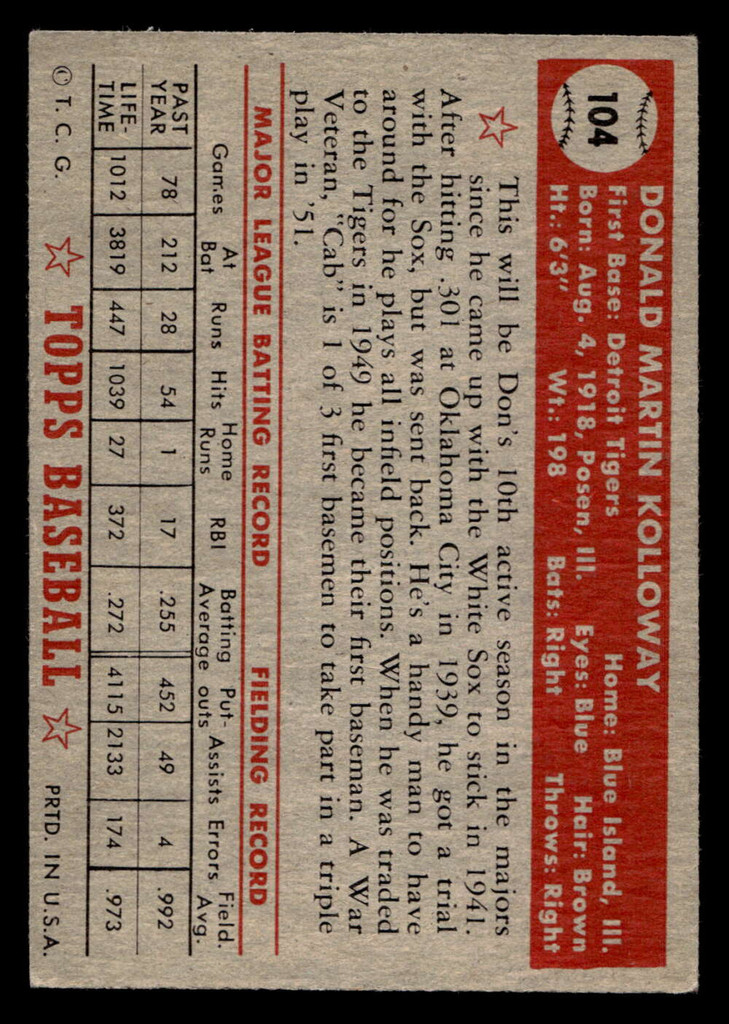 104
DONALD MARTIN KOLLOWAY
First Base: Detroit Tigers Home: Blue Island, Ill.
Born: Aug. 4, 1918, Posen, Ill. Eyes: Blue Hair: Brown
Ht.: 6'3" Wt.: 198 Bats: Right Throws: Right
This will be Don's 10th active season in the majors
since he came up with the White Sox to stick in 1941.
After hitting .301 at Oklahoma City in 1939, he got a trial
with the Sox, but was sent back. He's a handy man to have
around for he plays all infield positions. When he was traded
to the Tigers in 1949 he became their first baseman. A War
Veteran, "Cab" is 1 of 3 first basemen to take part in a triple
play in '51.
MAJOR LEAGUE BATTING RECORD FIELDING RECORD
Games At Bat Runs Hits Home Runs RBI Batting Average Put-outs Assists Errors Field. Avg.
PAST YEAR 78 212 28 54 1 17 .255 452 49 4 .992
LIFE-TIME 1012 3819 447 1039 27 372 .272 4115 2133 174 .973
© T. C. G. TOPPS BASEBALL PRTD. IN U.S.A.